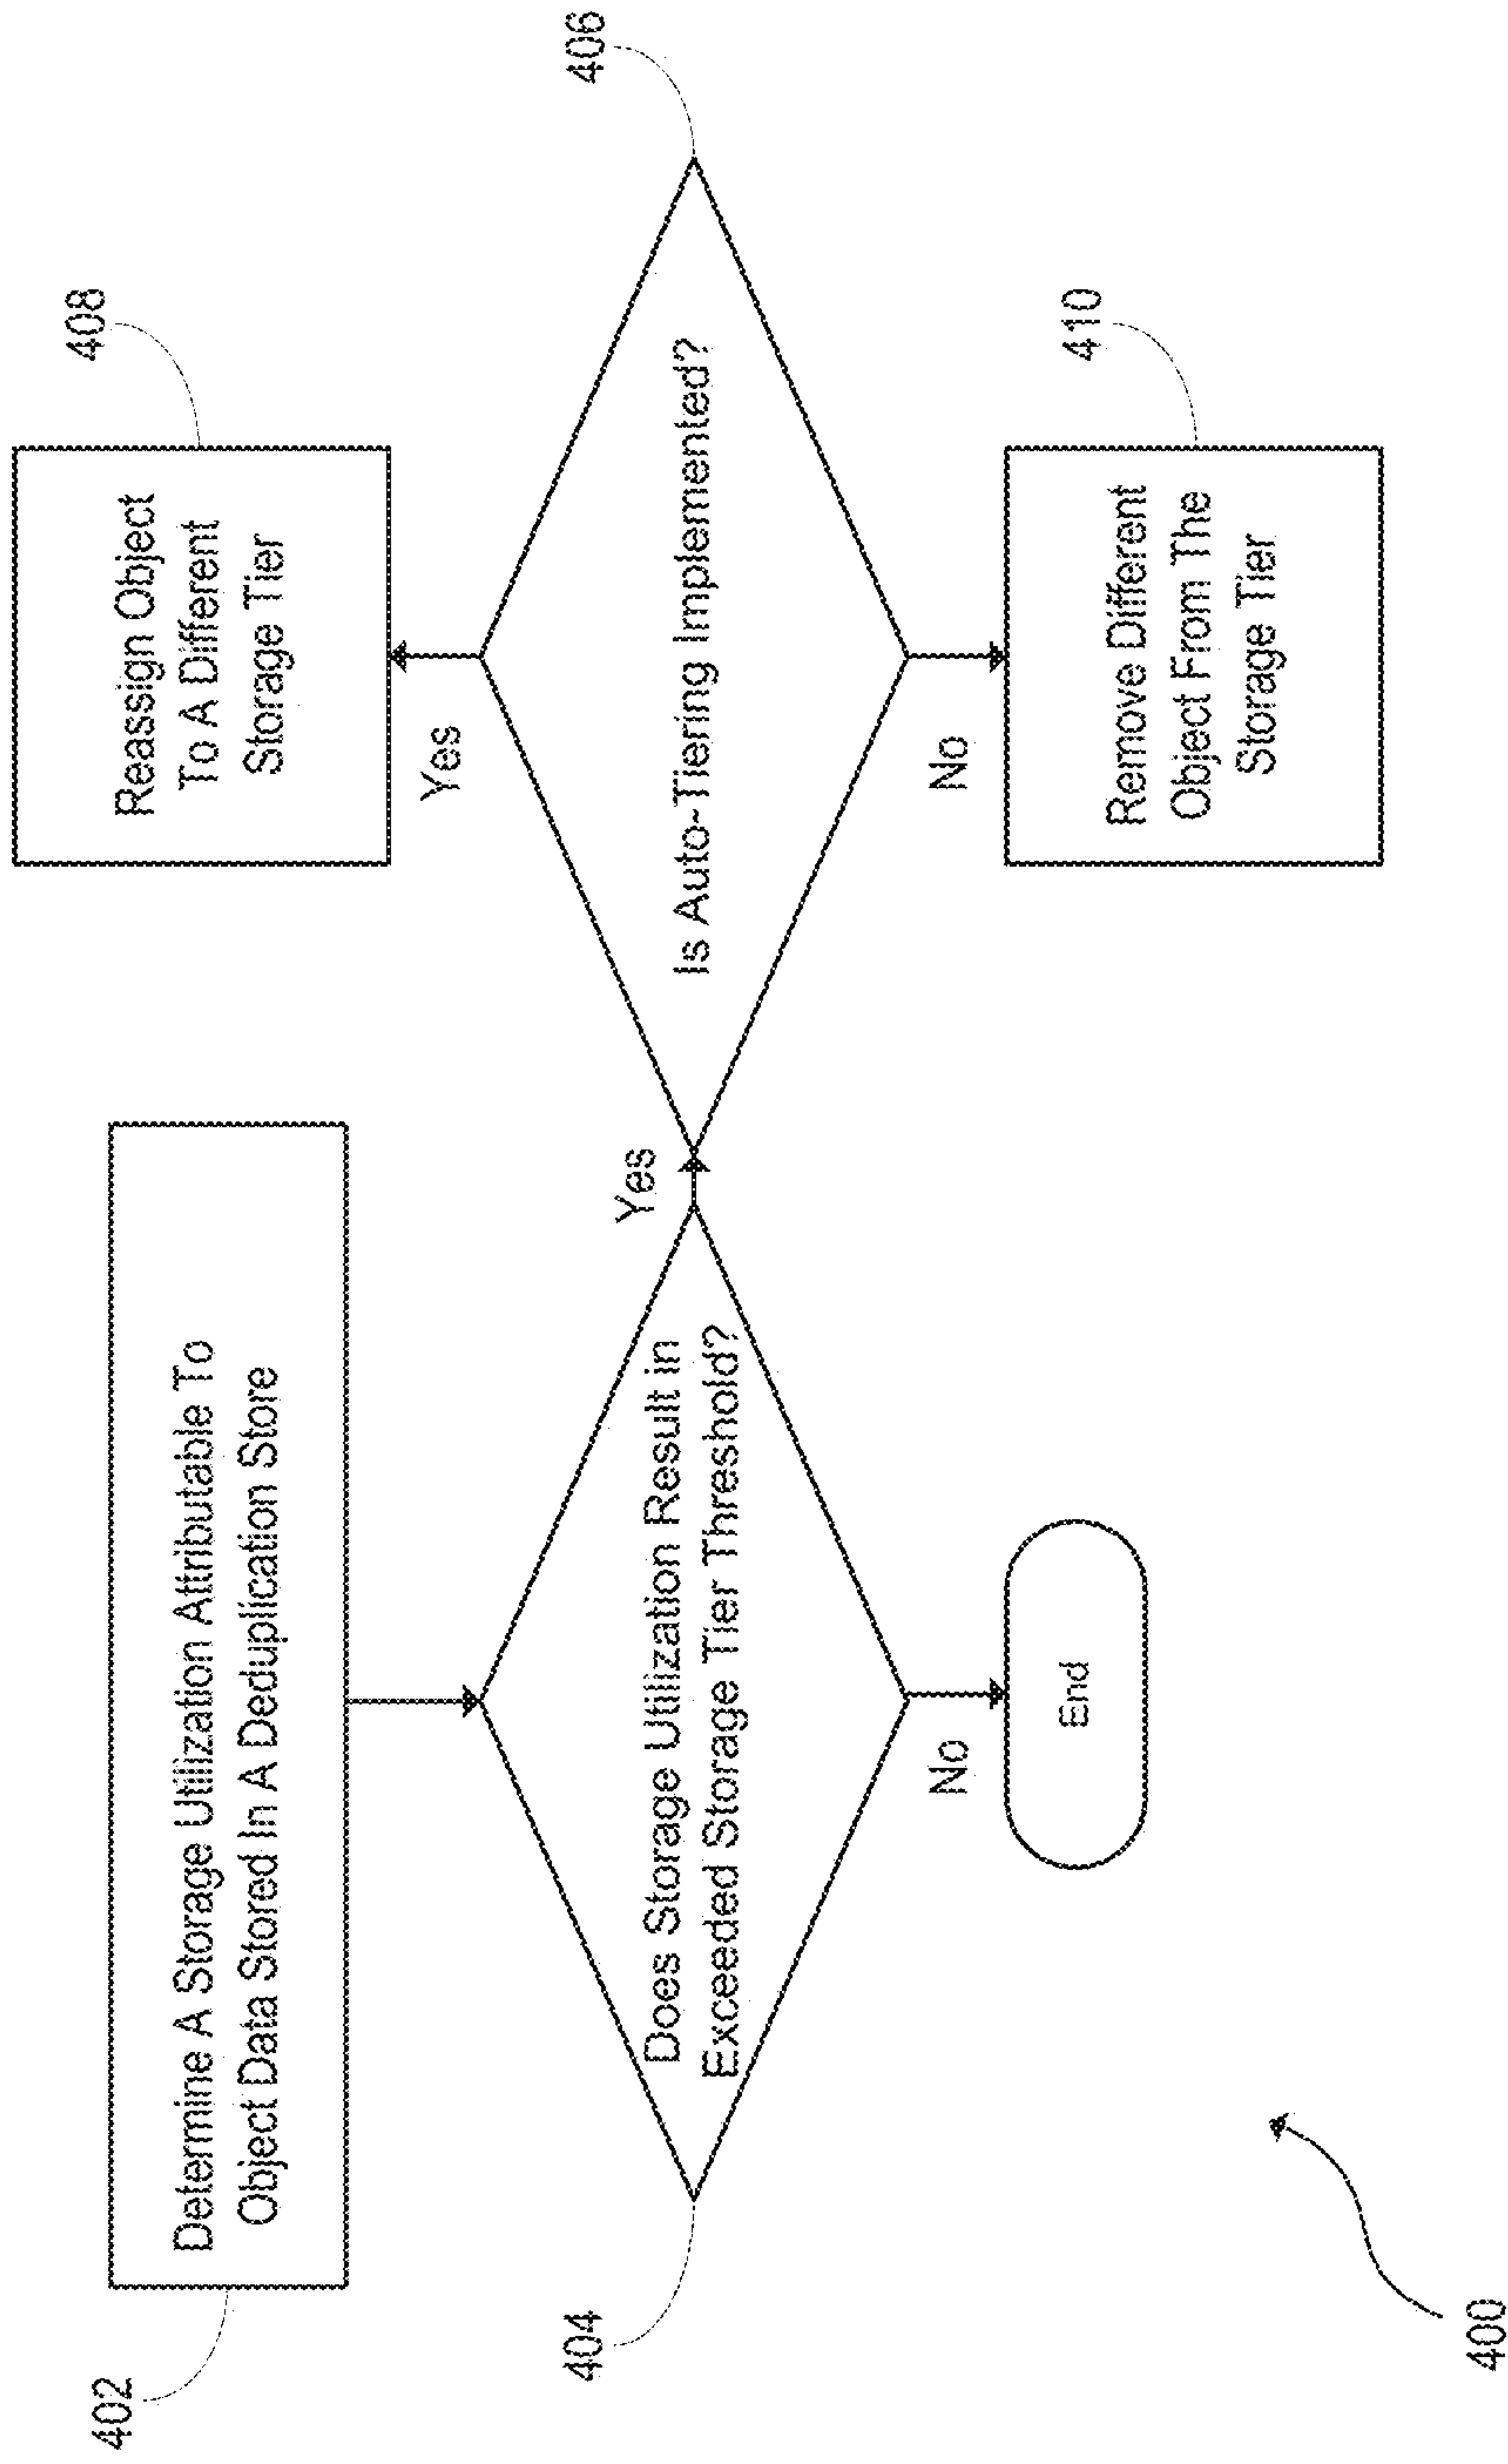 402
Determine A Storage Utilization Attributable To
Object Data Stored In A Deduplication Store
404
Does Storage Utilization Result in
Exceeded Storage Tier Threshold?
Yes
No
End
406
Is Auto-Tiering Implemented?
Yes
408
Reassign Object
To A Different
Storage Tier
No
410
Remove Different
Object From The
Storage Tier
400